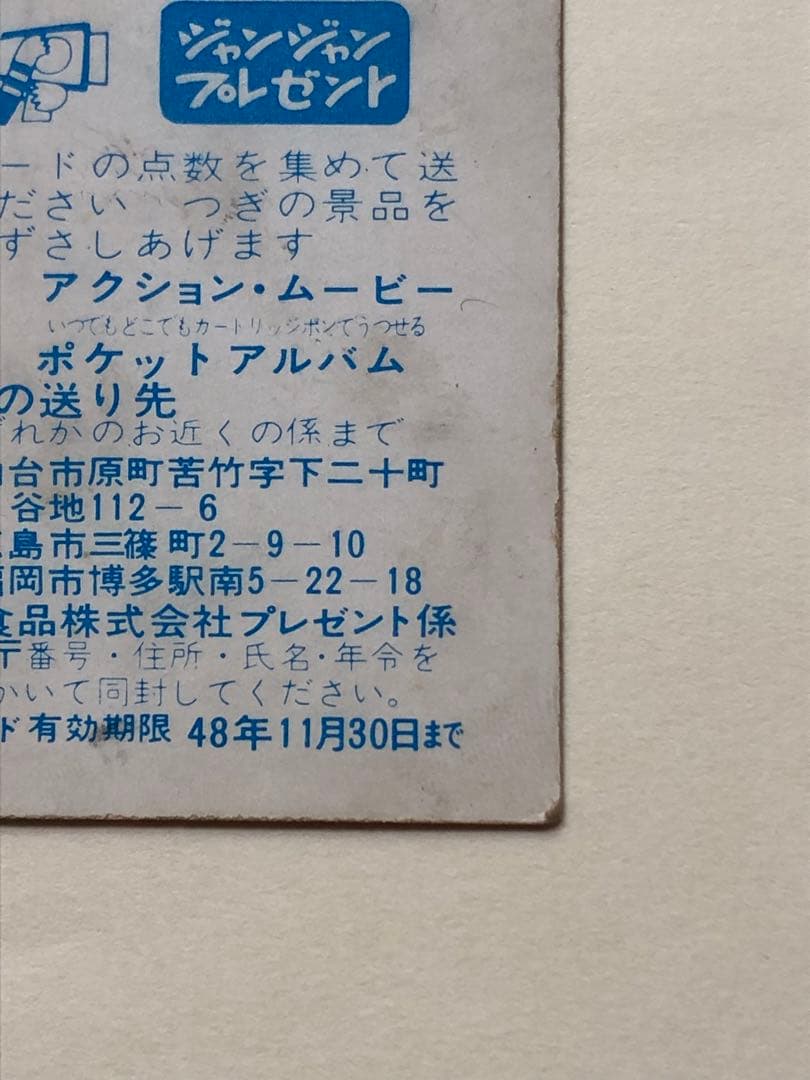 ジャンジャン
プレゼント
ードの点数を集めて送
ださい つぎの景品を
ずさしあげます
アクション・ムービー
いつでもどこでもカートリッジポンでうつせる
ポケットアルバム
の送り先
れかのお近くの係まで
台市原町苦竹字下二十町
谷地112－6
島市三篠町2－9－10
岡市博多駅南5－22－18
食品株式会社プレゼント係
〒番号・住所・氏名・年令を
かいて同封してください。
ド有効期限 48年11月30日まで